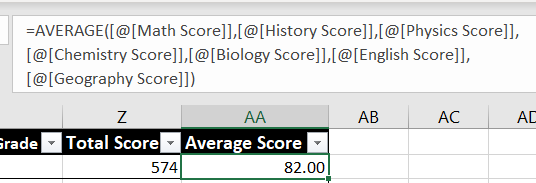 =AVERAGE([@[Math Score]],[@[History Score]],[@[Physics Score]],
[@[Chemistry Score]],[@[Biology Score]],[@[English Score]],
[@[Geography Score]])
Z AA AB AC AD
Grade Total Score Average Score
574 82.00